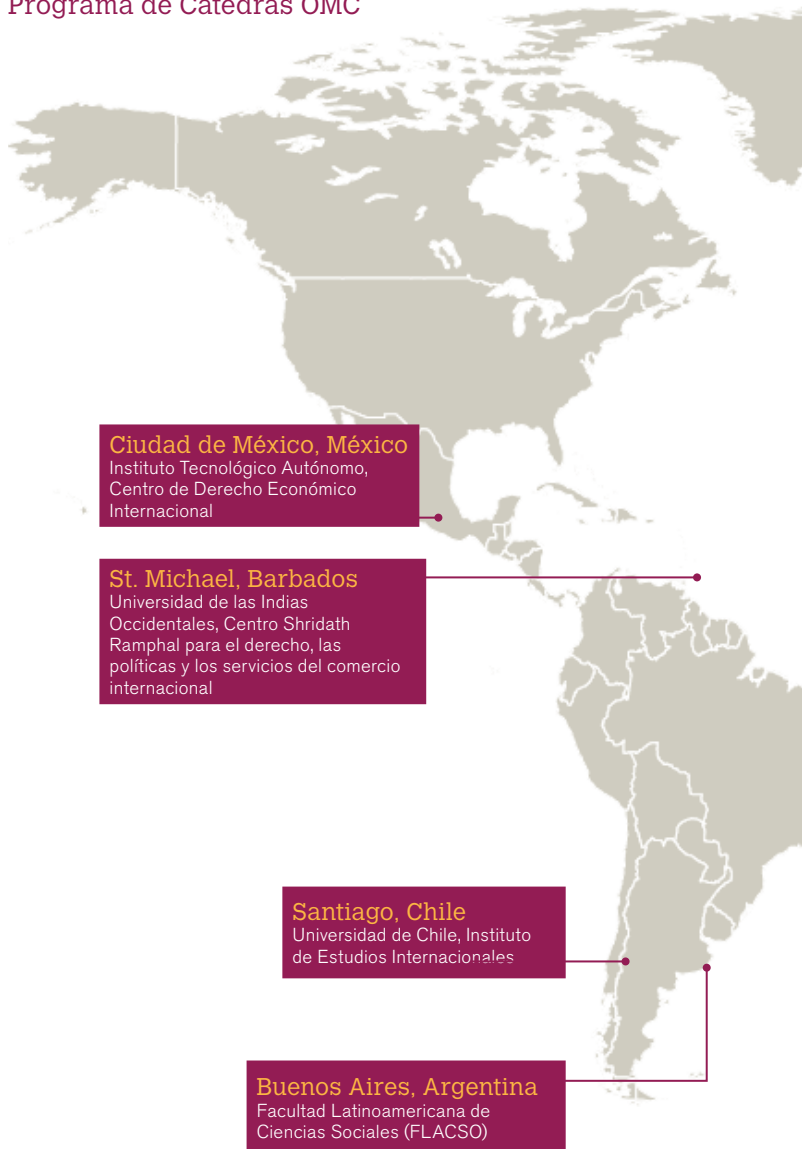 Programa de Cátedras OMC
Ciudad de México, México
Instituto Tecnológico Autónomo,
Centro de Derecho Económico
Internacional
St. Michael, Barbados
Universidad de las Indias
Occidentales, Centro Shridath
Ramphal para el derecho, las
políticas y los servicios del comercio
internacional
Santiago, Chile
Universidad de Chile, Instituto
de Estudios Internacionales
Buenos Aires, Argentina
Facultad Latinoamericana de
Ciencias Sociales (FLACSO)